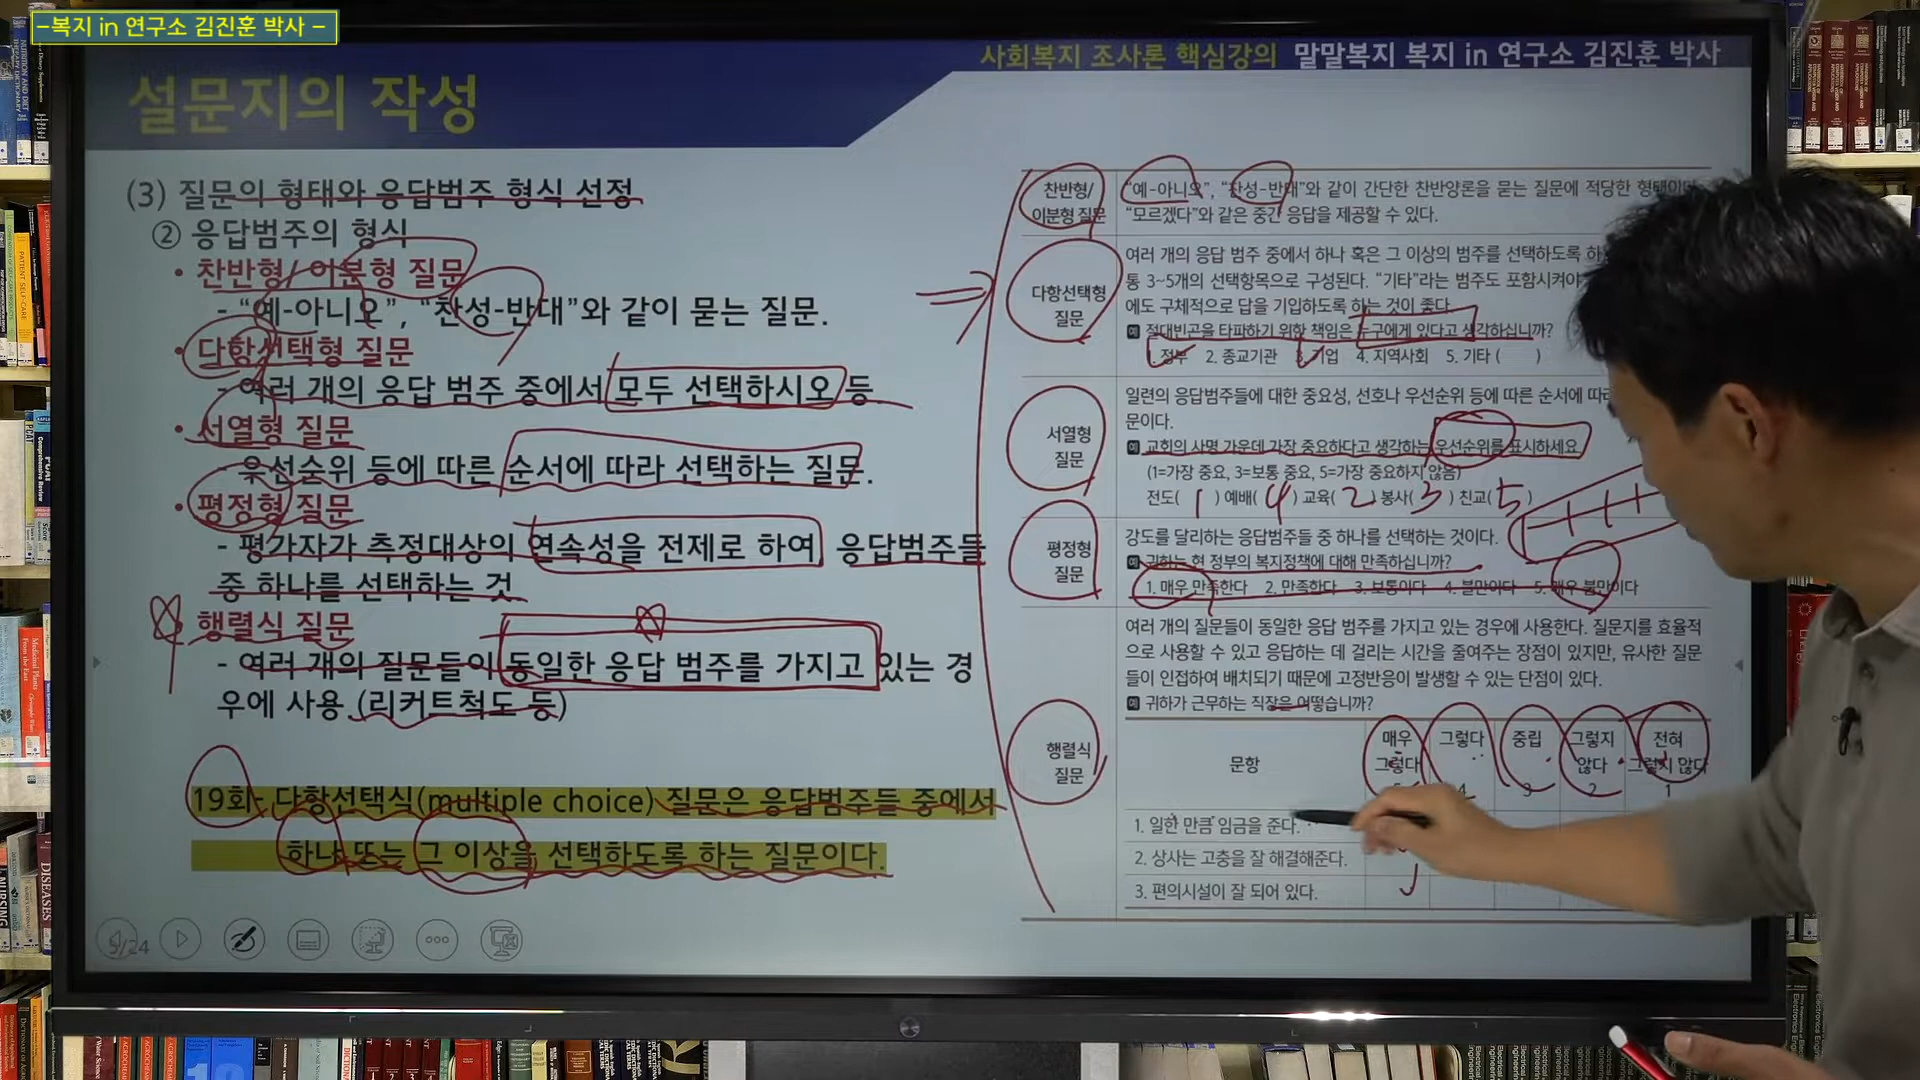 -복지 in 연구소 김진훈 박사 -
사회복지 조사론 핵심강의 말말복지 복지 in 연구소 김진훈 박사
설문지의 작성
(3) 질문의 형태와 응답범주 형식 선정
② 응답범주의 형식
• 찬반형/ 이분형 질문
- “예-아니오”, “찬성-반대”와 같이 묻는 질문.
• 다항선택형 질문
- 여러 개의 응답 범주 중에서 모두 선택하시오 등
• 서열형 질문
우선순위 등에 따른 순서에 따라 선택하는 질문.
• 평정형 질문
- 평가자가 측정대상의 연속성을 전제로 하여 응답범주들
중 하나를 선택하는 것
행렬식 질문
- 여러 개의 질문들이 동일한 응답 범주를 가지고 있는 경
우에 사용 (리커트척도 등)
19회- 다항선택식(multiple choice) 질문은 응답범주들 중에서
하나 또는 그 이상을 선택하도록 하는 질문이다.
5/24
찬반형/
이분형 질문
“예-아니오”, “찬성-반대”와 같이 간단한 찬반양론을 묻는 질문에 적당한
“모르겠다”와 같은 중간 응답을 제공할 수 있다.
다항선택형
질문
여러 개의 응답 범주 중에서 하나 혹은 그 이상의 범주를 선택하도록
통 3~5개의 선택항목으로 구성된다. “기타”라는 범주도 포함시켜야
에도 구체적으로 답을 기입하도록 하는 것이 좋다.
예 절대빈곤을 타파하기 위한 책임은 누구에게 있다고 생각하십니까?
1. 정부 2. 종교기관 3. 기업 4. 지역사회 5. 기타 ( )
서열형
질문
일련의 응답범주들에 대한 중요성, 선호나 우선순위 등에 따른 순서에
문이다.
예 교회의 사명 가운데 가장 중요하다고 생각하는 우선순위를 표시하세요
(1=가장 중요, 3=보통 중요, 5=가장 중요하지 않음)
전도( 1 ) 예배( 4 ) 교육( 2 ) 봉사( 3 ) 친교( 5 )
평정형
질문
강도를 달리하는 응답범주들 중 하나를 선택하는 것이다.
예 귀하는 현 정부의 복지정책에 대해 만족하십니까?
1. 매우 만족한다 2. 만족한다 3. 보통이다 4. 불만이다 5. 매우 불만이다
행렬식
질문
여러 개의 질문들이 동일한 응답 범주를 가지고 있는 경우에 사용한다. 질문지를 효율적
으로 사용할 수 있고 응답하는 데 걸리는 시간을 줄여주는 장점이 있지만, 유사한 질문
들이 인접하여 배치되기 때문에 고정반응이 발생할 수 있는 단점이 있다.
예 귀하가 근무하는 직장은 어떻습니까?
문항
매우 그렇다 5
그렇다 4
중립 3
그렇지 않다 2
전혀 그렇지 않다 1
1. 일한 만큼 임금을 준다.
2. 상사는 고충을 잘 해결해준다.
3. 편의시설이 잘 되어 있다.